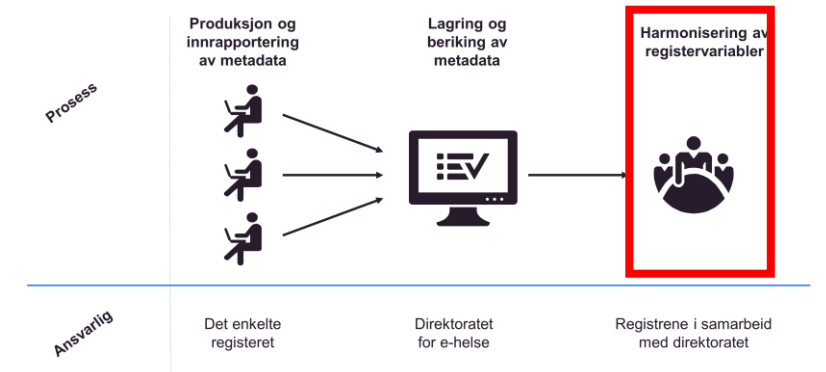 Produksjon og
innrapportering
av metadata
Lagring og
beriking av
metadata
Harmonisering av
registervariabler
Prosess
Ansvarlig
Det enkelte
registeret
Direktoratet
for e-helse
Registrene i samarbeid
med direktoratet